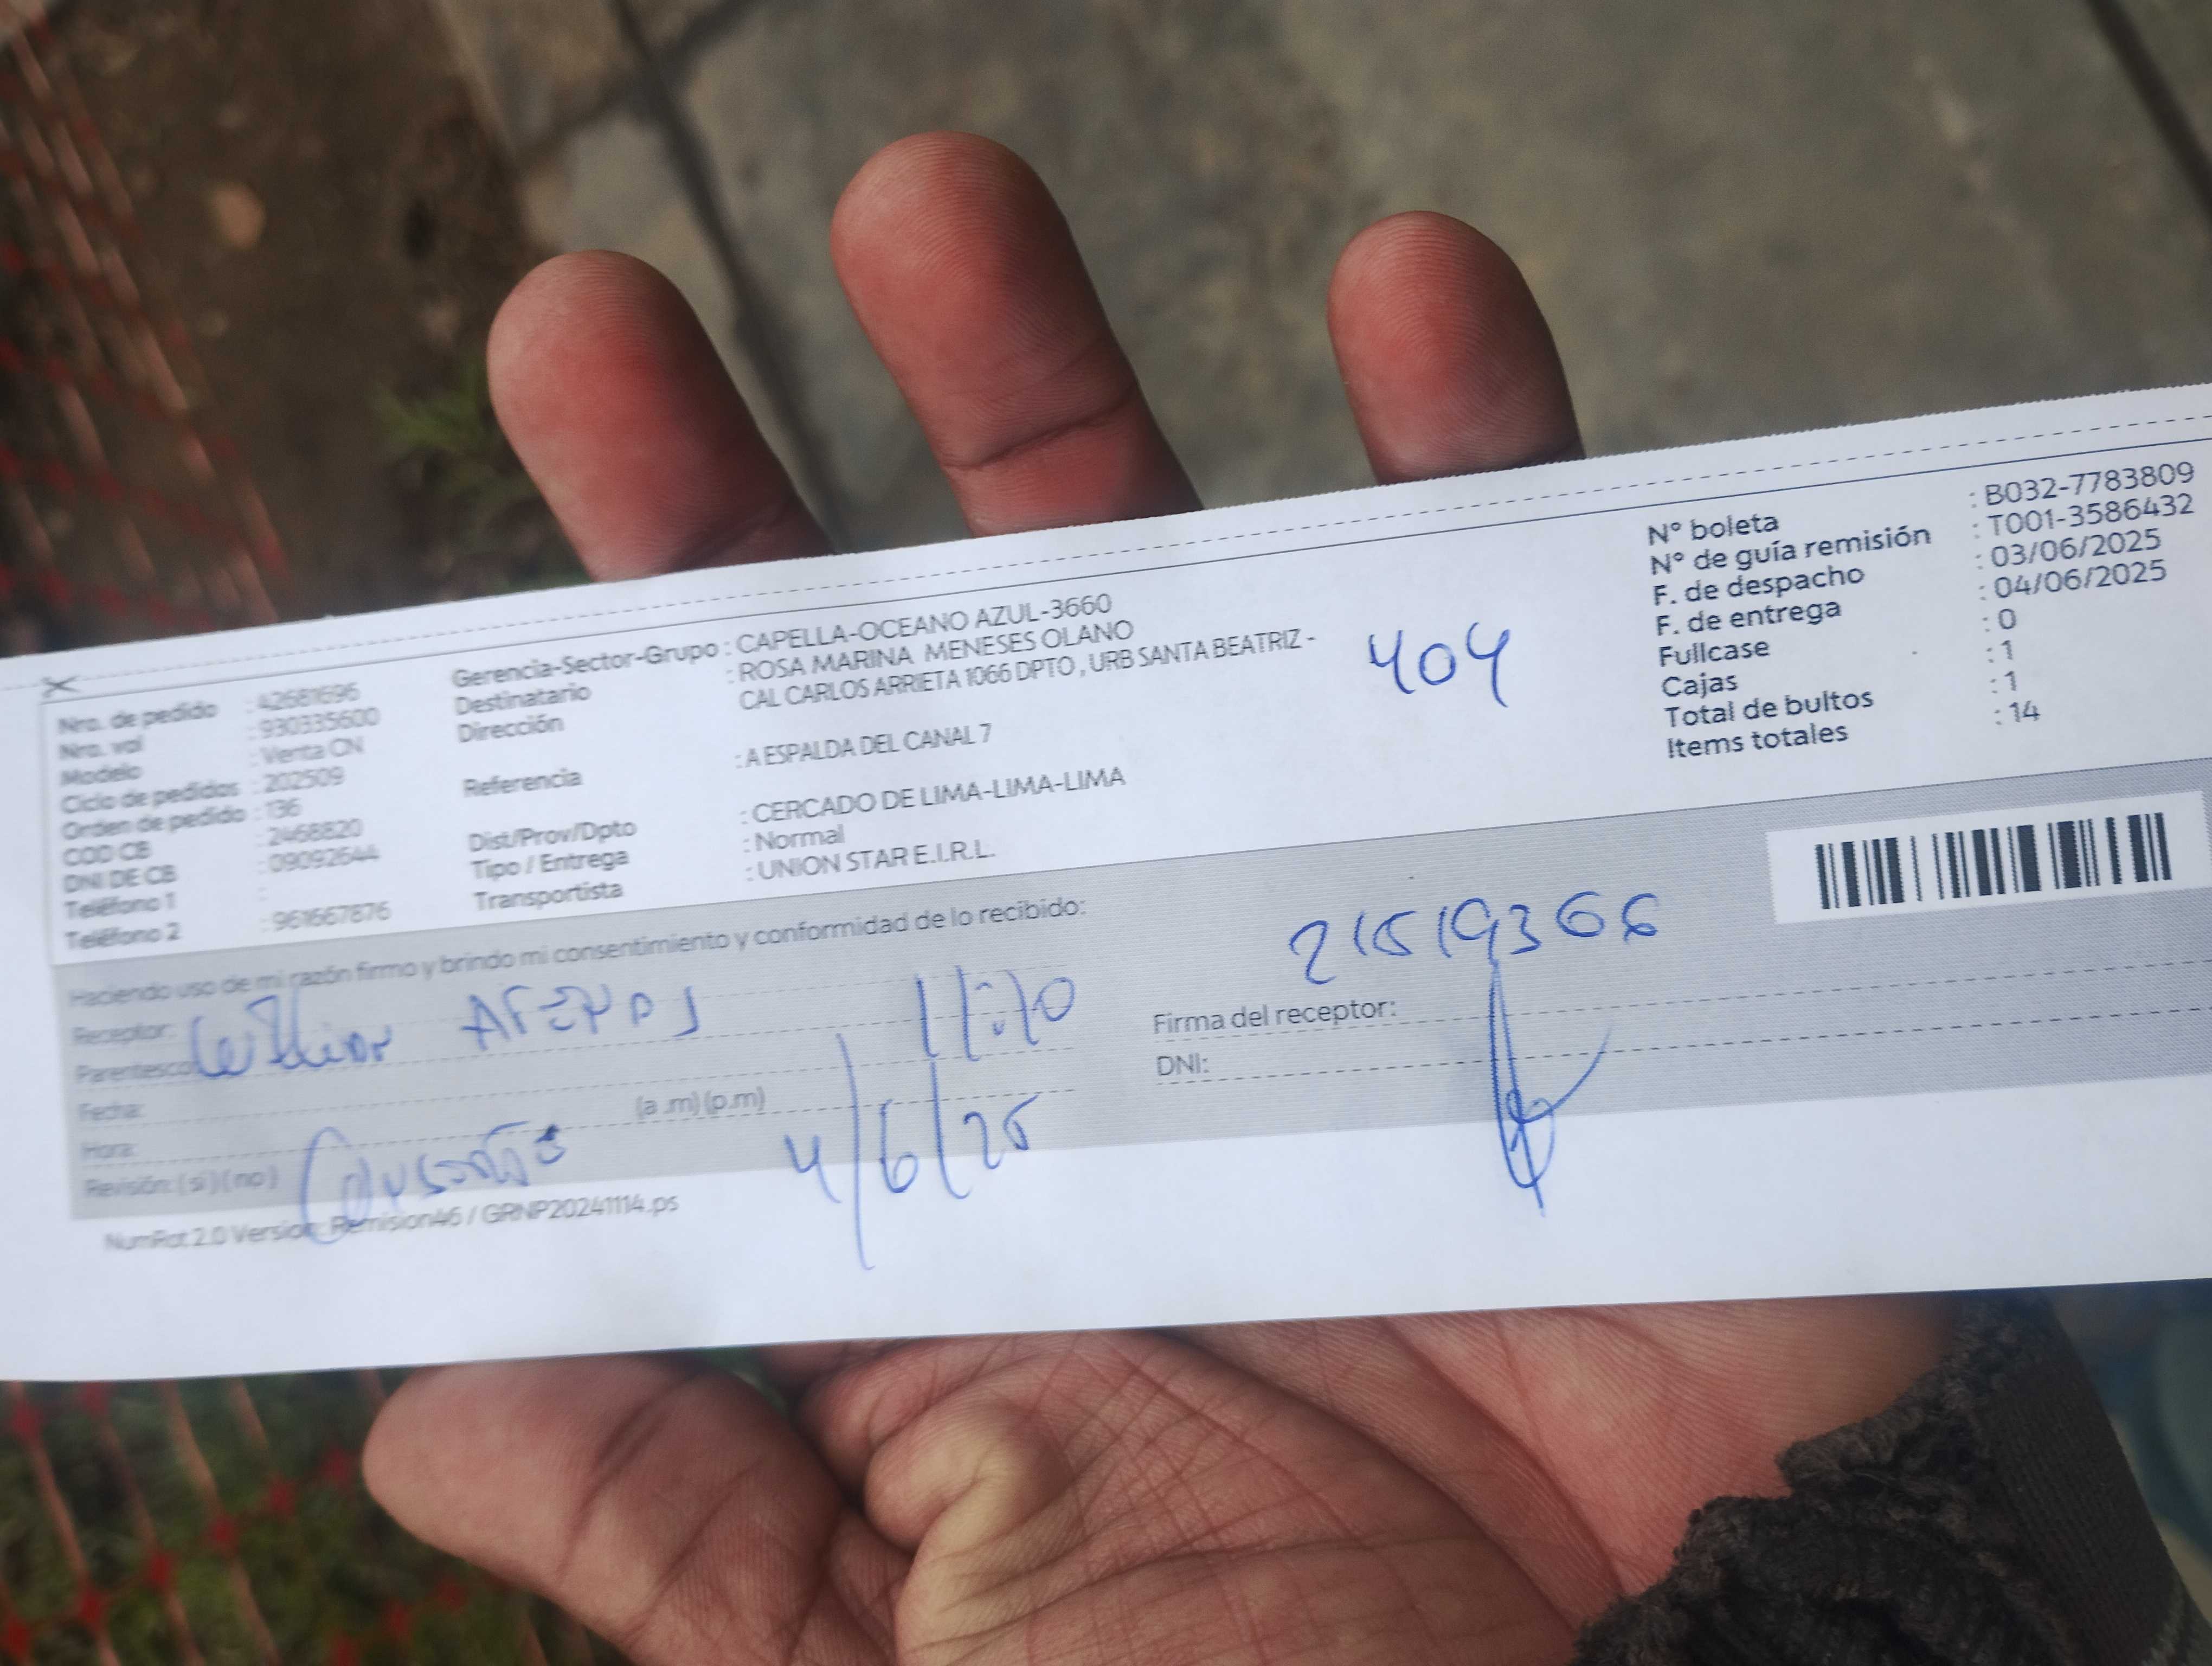 Nro. de pedido : 42681696
Nro. val : 930335600
Modelo : Venta CN
Ciclo de pedidos : 202509
Orden de pedido : 136
COD CB : 2468820
DNI DE CB : 09092644
Teléfono 1 :
Teléfono 2 : 961667876
Gerencia-Sector-Grupo : CAPELLA-OCEANO AZUL-3660
Destinatario : ROSA MARINA MENESES OLANO
Dirección CAL CARLOS ARRIETA 1066 DPTO , URB SANTA BEATRIZ -
404
Referencia : A ESPALDA DEL CANAL 7
Dist/Prov/Dpto : CERCADO DE LIMA-LIMA-LIMA
Tipo / Entrega : Normal
Transportista : UNION STAR E.I.R.L.
N° boleta : B032-7783809
N° de guía remisión : T001-3586432
F. de despacho : 03/06/2025
F. de entrega : 04/06/2025
Fullcase : 0
Cajas : 1
Total de bultos : 1
Items totales : 14
Haciendo uso de mi razón firmo y brindo mi consentimiento y conformidad de lo recibido:
Receptor:
Parentesco:
Fecha:
Hora: (a .m) (p.m)
Revisión: ( si ) ( no )
4/6/25
21519366
Firma del receptor:
DNI:
NumRot 2.0 Version: Remision46 / GRNP20241114.ps